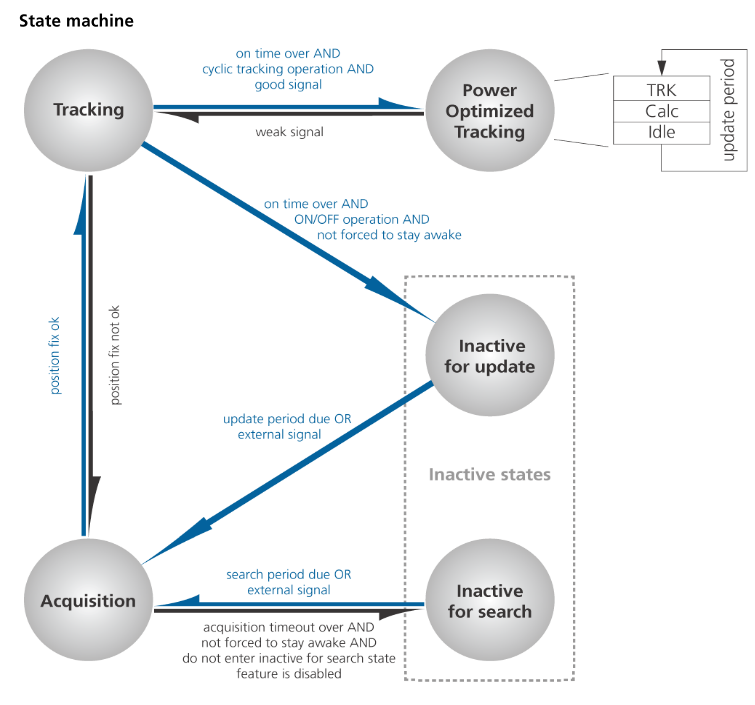 State machine
on time over AND
cyclic tracking operation AND
good signal
Tracking
Power
Optimized
Tracking
weak signal
TRK
Calc
Idle
update period
on time over AND
ON/OFF operation AND
not forced to stay awake
position fix ok
position fix not ok
Inactive
for update
update period due OR
external signal
Inactive states
Acquisition
search period due OR
external signal
Inactive
for search
acquisition timeout over AND
not forced to stay awake AND
do not enter inactive for search state
feature is disabled